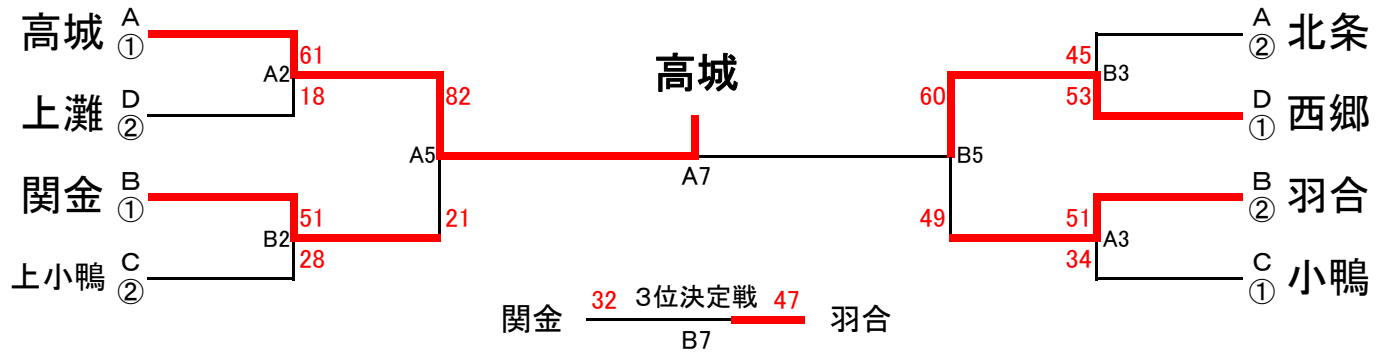 高城 A ① 61 45 A ② 北条
A2 高城 B3
18 82 60 53
上灘 D ② D ① 西郷
A5 A7 B5
関金 B ① 51 21 49 51 B ② 羽合
B2 A3
28 34
上小鴨 C ② C ① 小鴨
関金 32 3位決定戦 47 羽合
B7